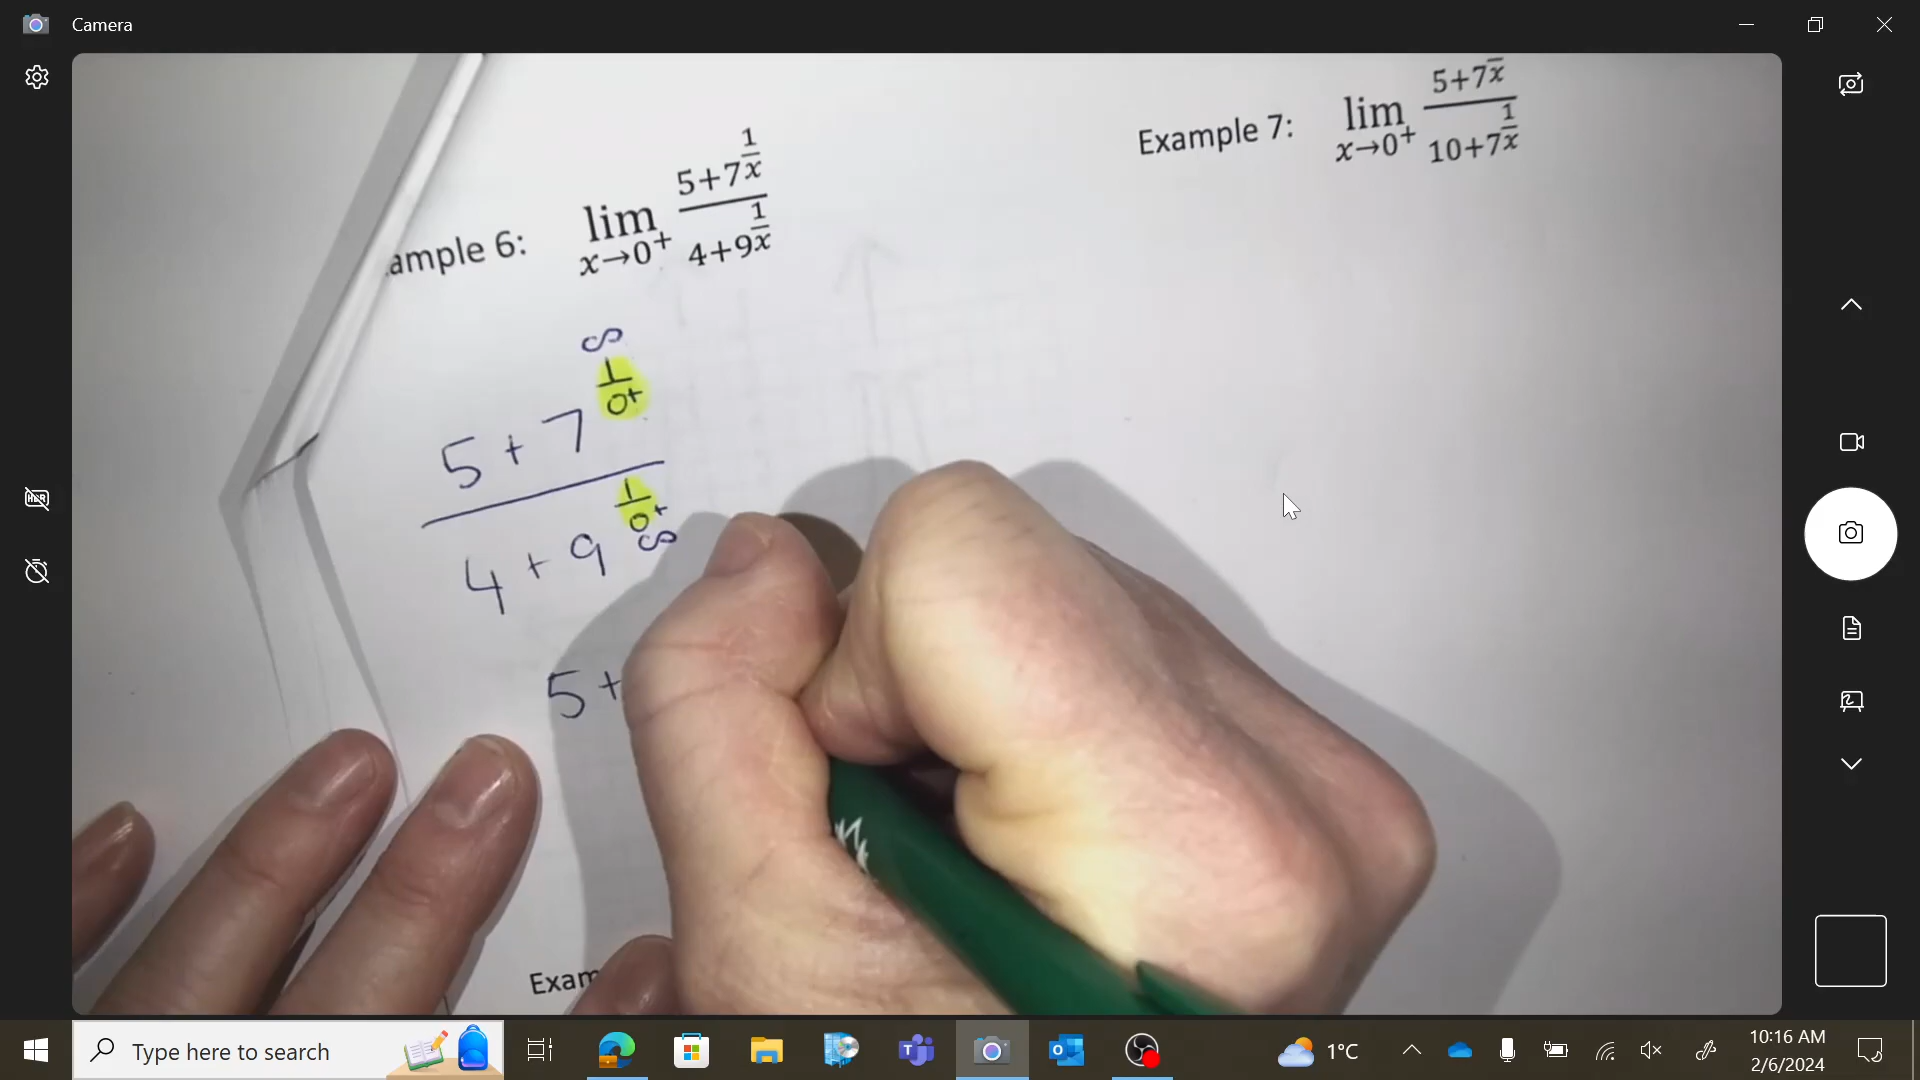 Camera
ample 6:
lim x→0⁺ (5+7^(1/x))/(4+9^(1/x))
Example 7:
lim x→0⁺ (5+7^(‾x))/(10+7^(1/x))
∞
5 + 7^(1/0⁺)
4 + 9^(1/0⁺)
∞
5 +
Exam
Type here to search
1°C
10:16 AM
2/6/2024